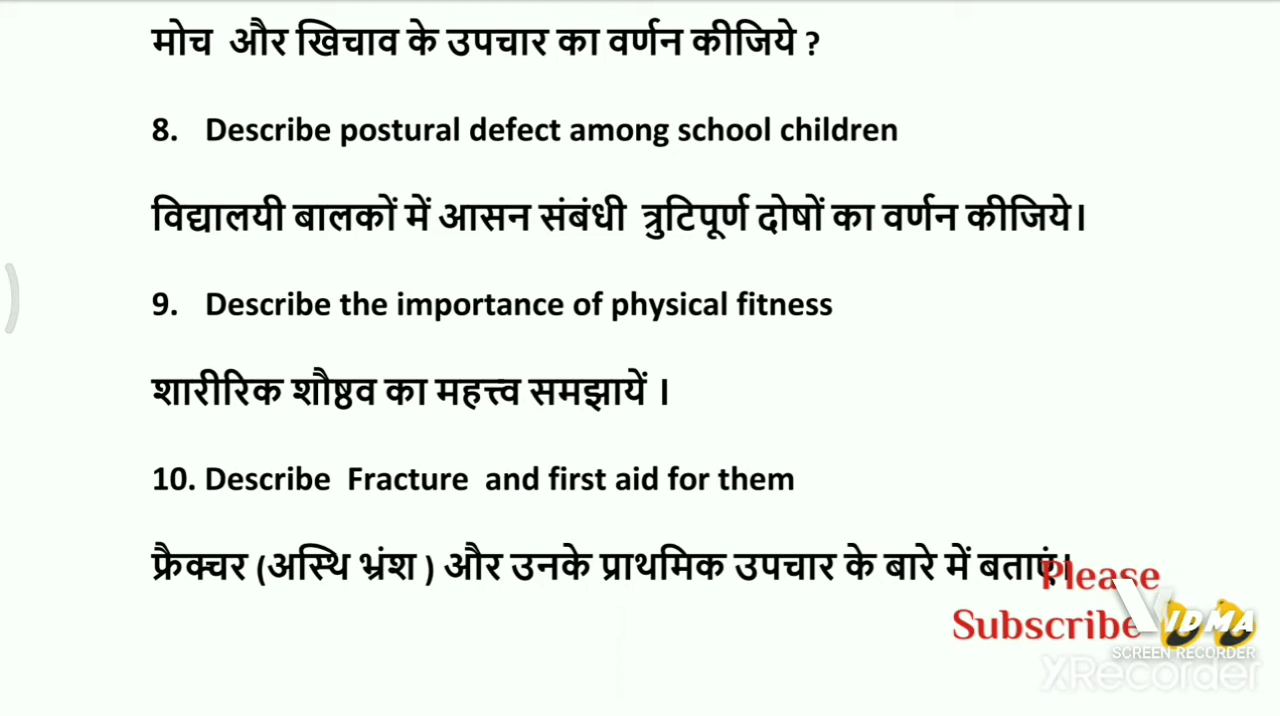 मोच और खिचाव के उपचार का वर्णन कीजिये ?
8. Describe postural defect among school children
विद्यालयी बालकों में आसन संबंधी त्रुटिपूर्ण दोषों का वर्णन कीजिये।
9. Describe the importance of physical fitness
शारीरिक शौष्ठव का महत्त्व समझायें ।
10. Describe Fracture and first aid for them
फ्रैक्चर (अस्थि भ्रंश ) और उनके प्राथमिक उपचार के बारे में बताएं।
Please
Subscribe
VIDMA
SCREEN RECORDER
XRecorder